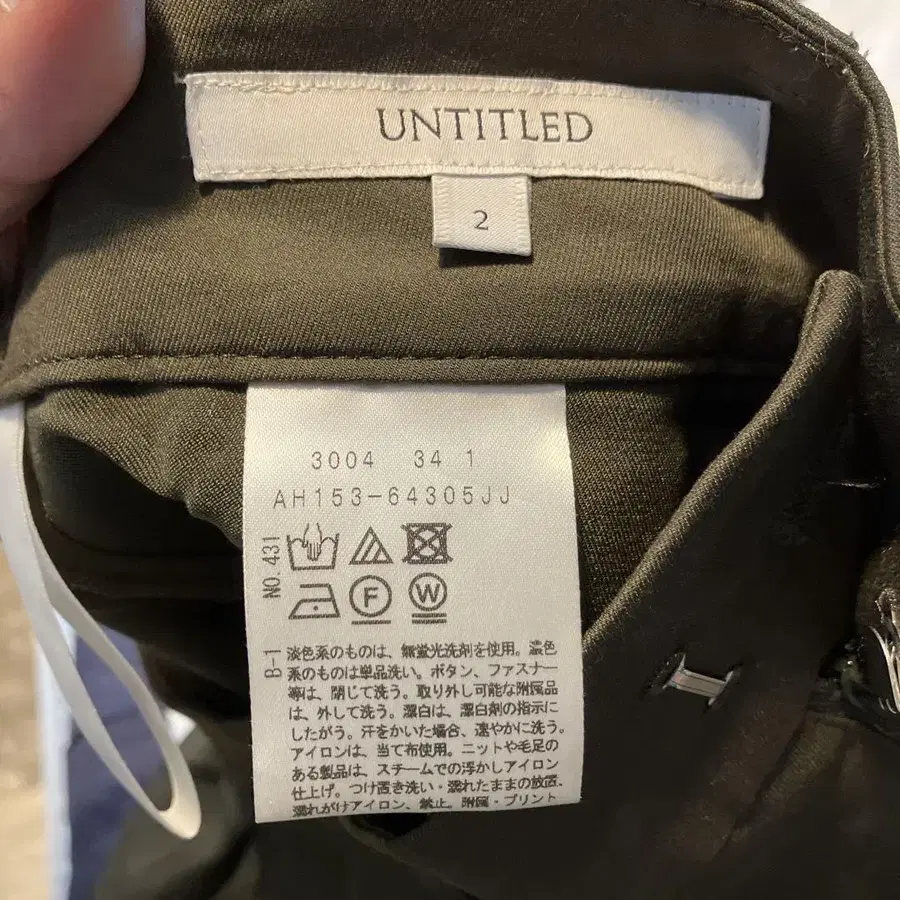 UNTITLED
2
3004 34 1
AH153-64305JJ
NO.431
F
W
B-1
淡色系のものは、無蛍光洗剤を使用。濃色
系のものは単品洗い。ボタン、ファスナー
等は、閉じて洗う。取り外し可能な附属品
は、外して洗う。漂白は、漂白剤の指示に
したがう。汗をかいた場合、速やかに洗う。
アイロンは、当て布使用。ニットや毛足の
ある製品は、スチームでの浮かしアイロン
仕上げ。つけ置き洗い・濡れたままの放置、
濡れがけアイロン、禁止。附属・プリント